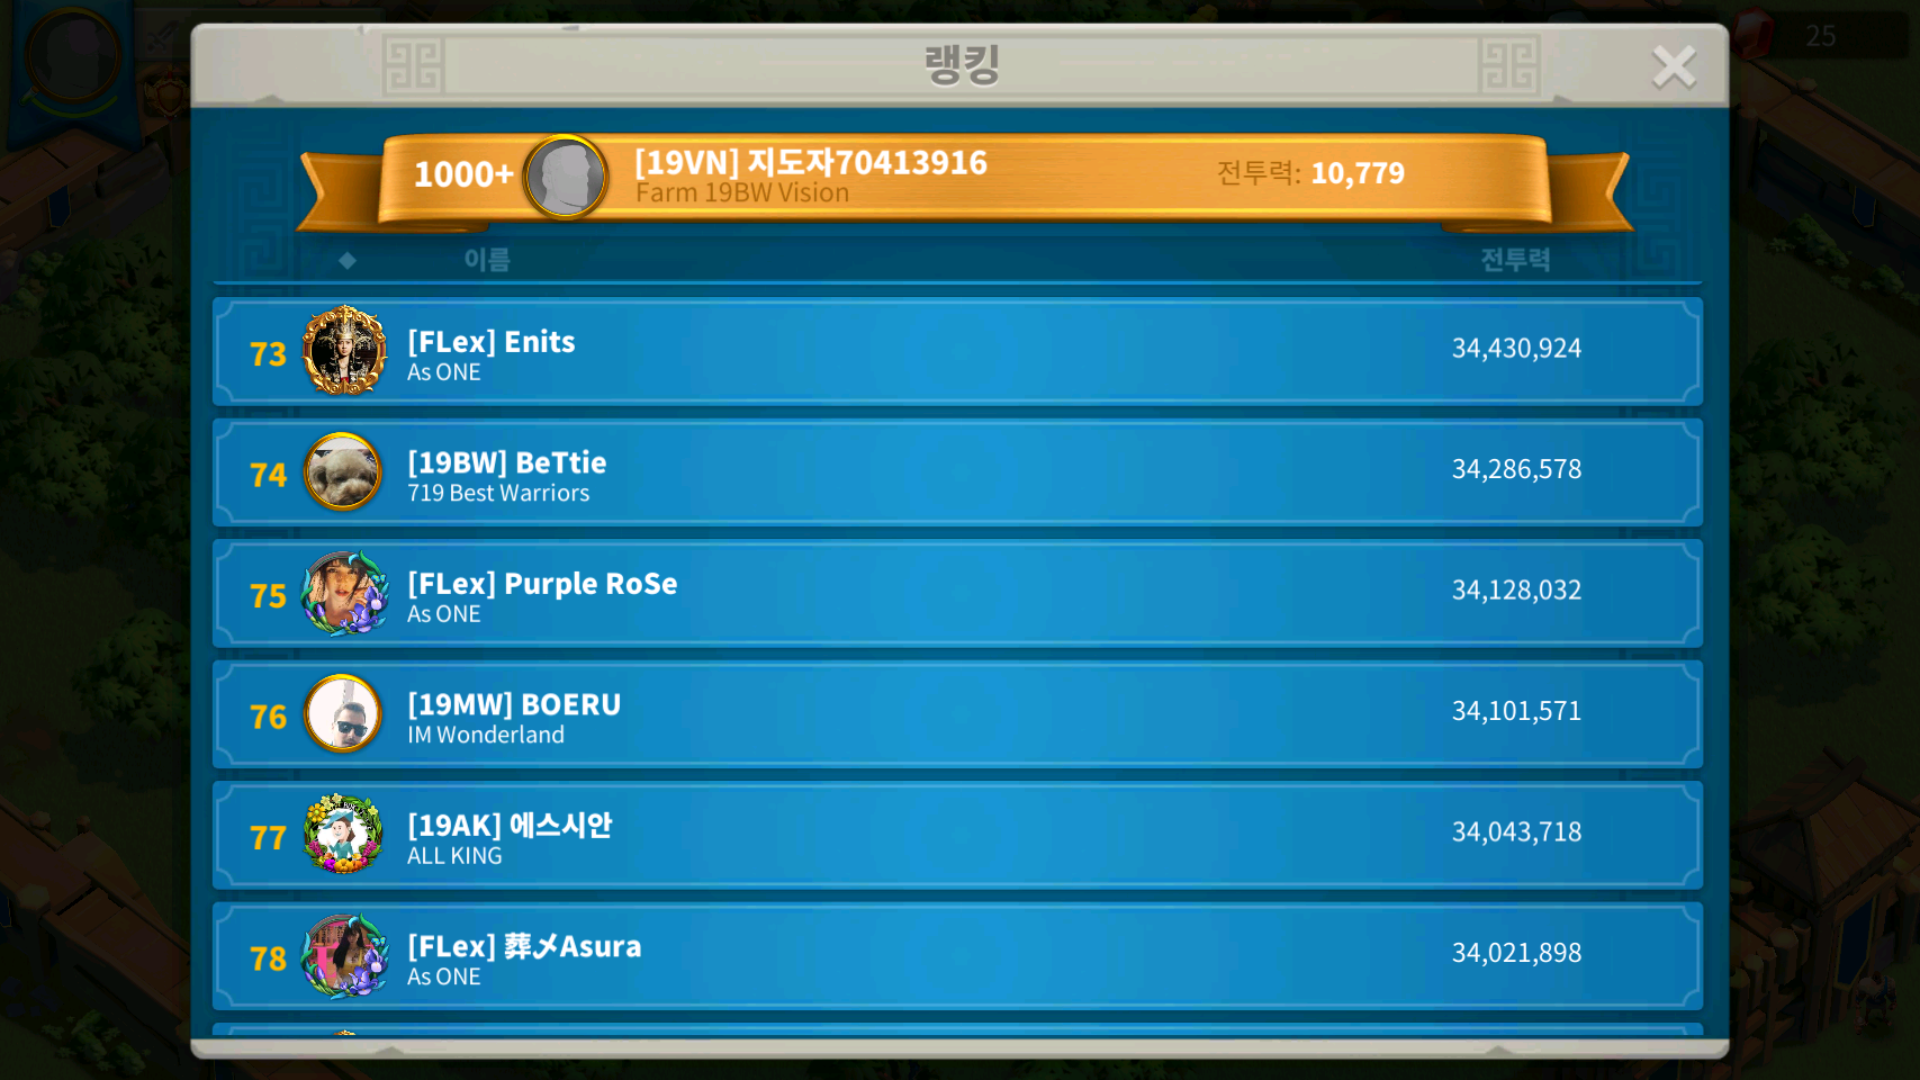 25
랭킹
1000+
[19VN] 지도자70413916
Farm 19BW Vision
전투력: 10,779
이름 전투력
73 [FLex] Enits 34,430,924
As ONE
74 [19BW] BeTtie 34,286,578
719 Best Warriors
75 [FLex] Purple RoSe 34,128,032
As ONE
76 [19MW] BOERU 34,101,571
IM Wonderland
77 [19AK] 에스시안 34,043,718
ALL KING
78 [FLex] 葬メAsura 34,021,898
As ONE